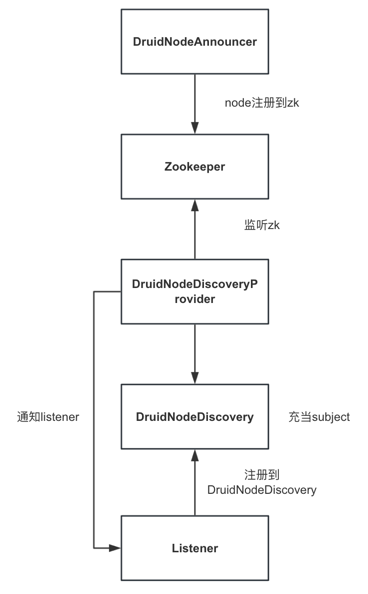 DruidNodeAnnouncer
node注册到zk
Zookeeper
监听zk
DruidNodeDiscoveryP
rovider
通知listener
DruidNodeDiscovery
充当subject
注册到
DruidNodeDiscovery
Listener